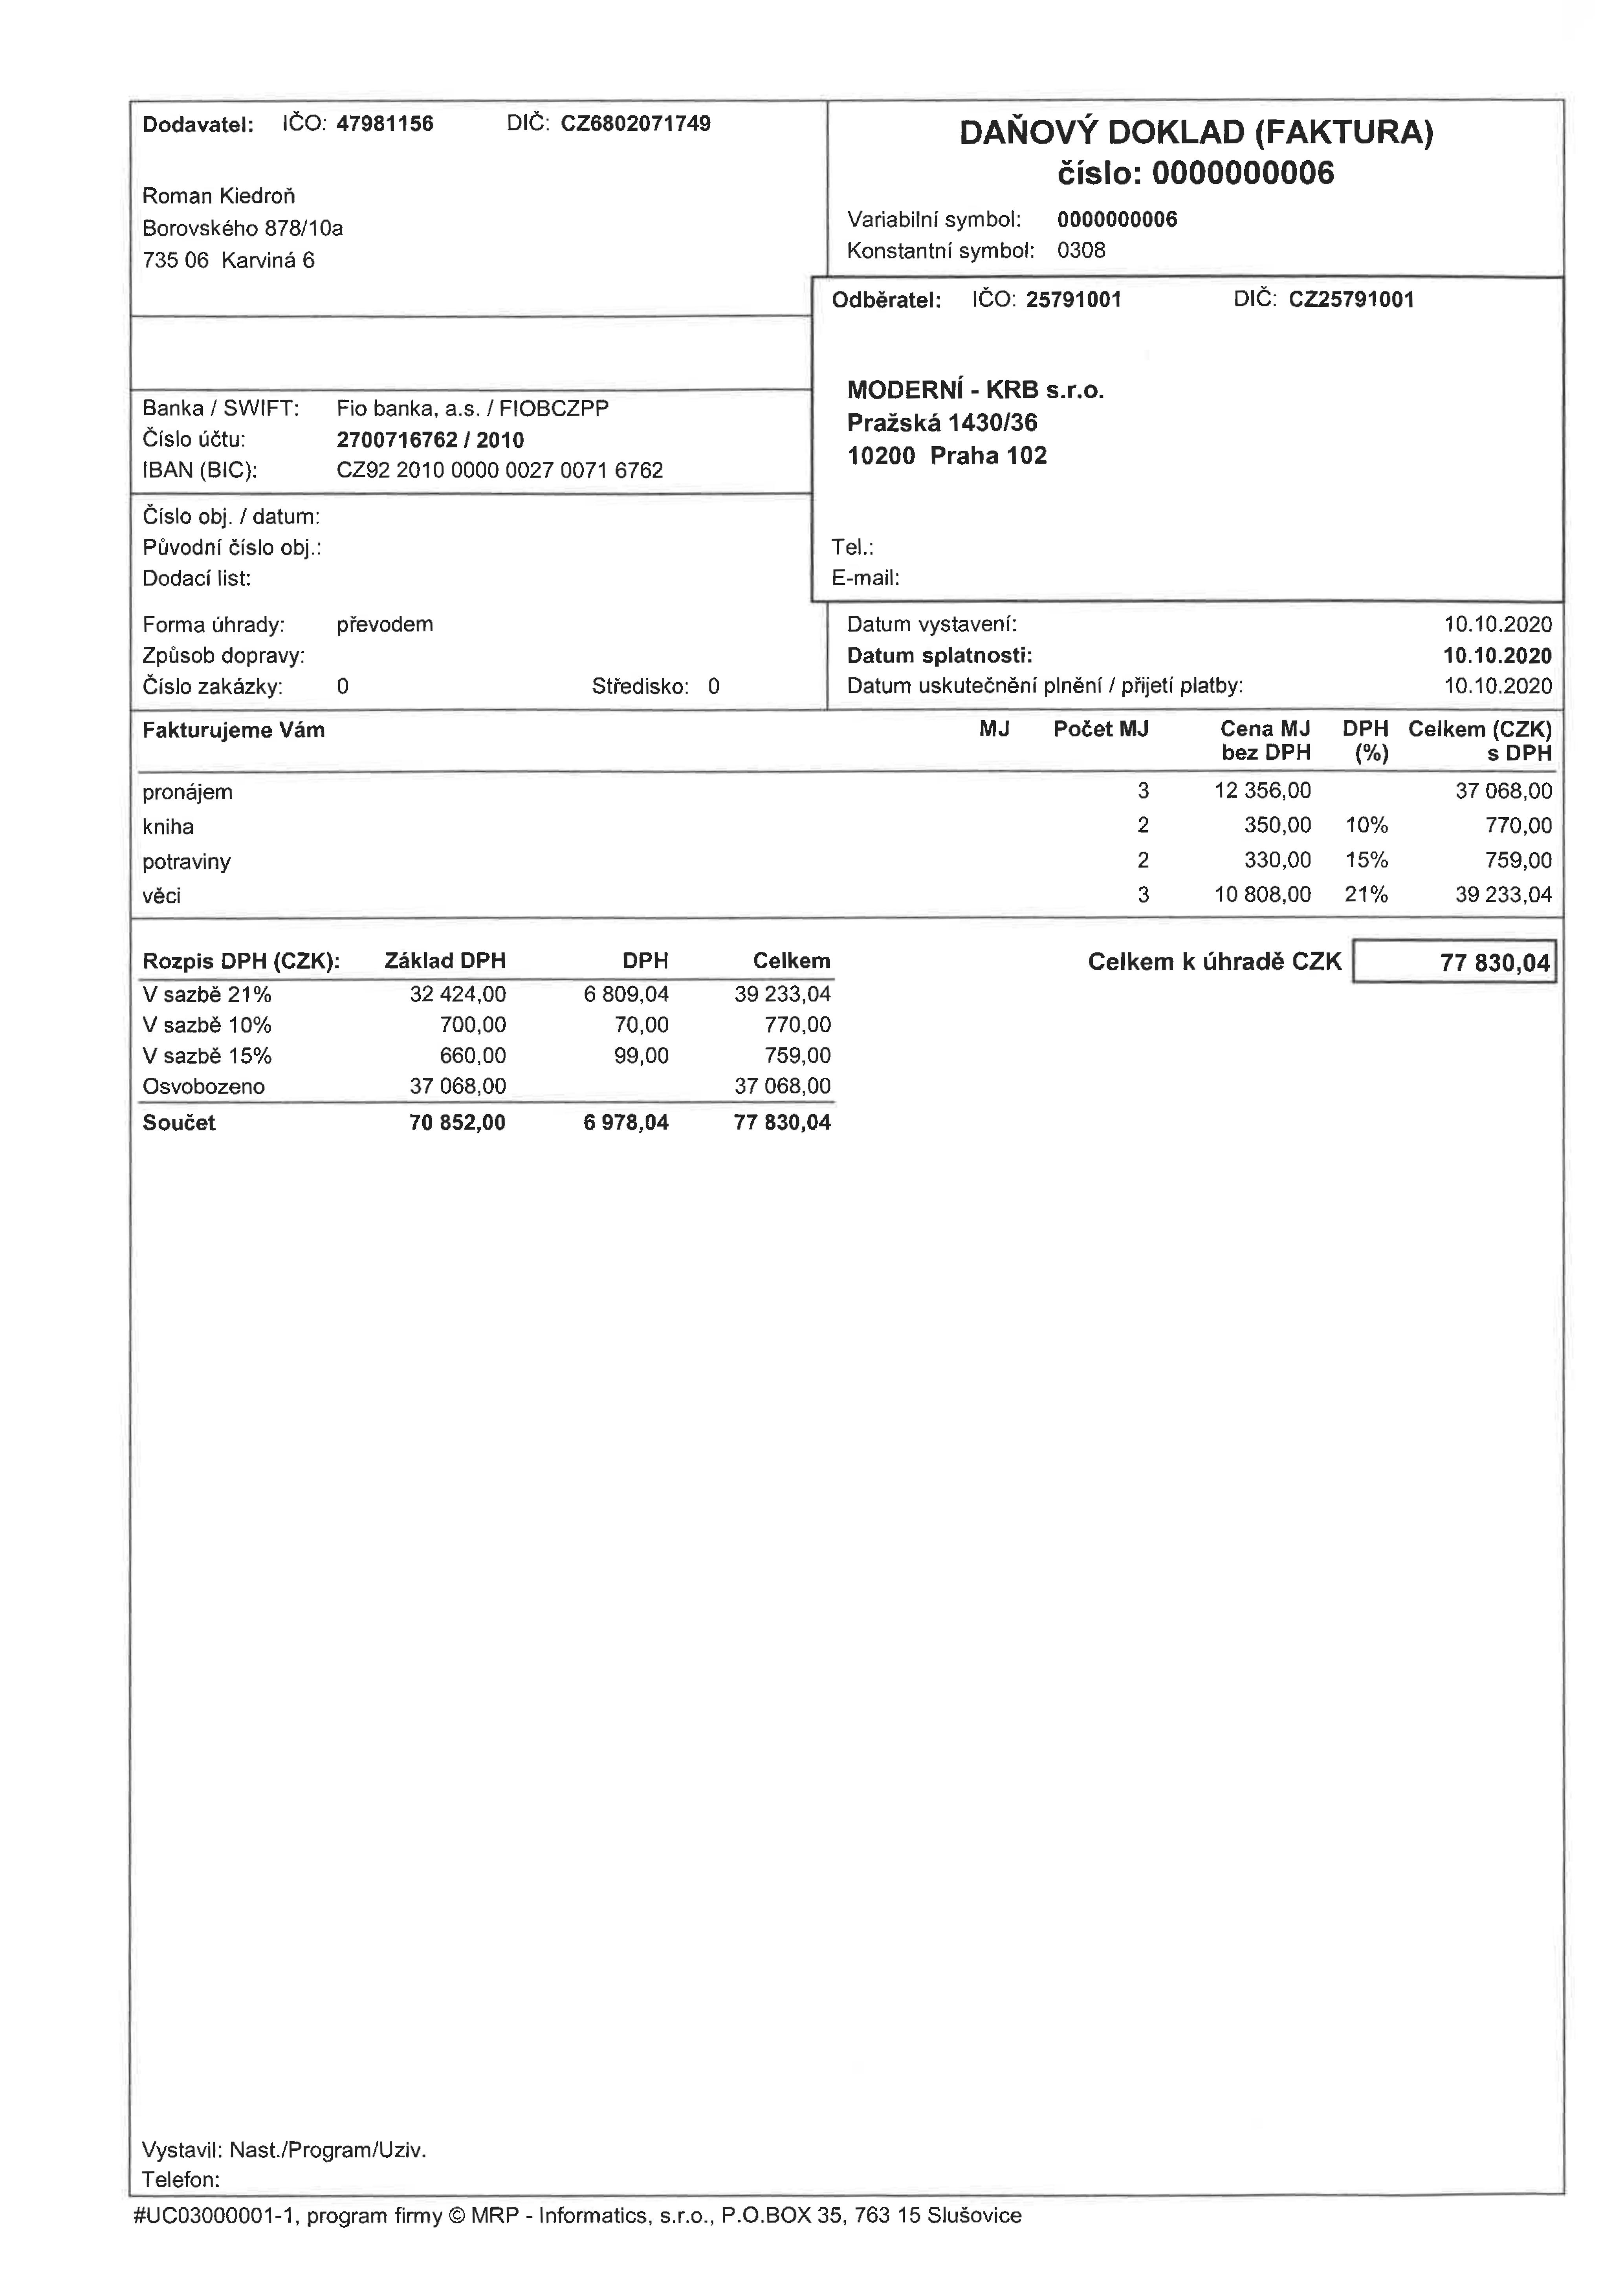 Dodavatel: IČO: 47981156 DIČ: CZ6802071749
Roman Kiedroň
Borovského 878/10a
735 06 Karviná 6
DAŇOVÝ DOKLAD (FAKTURA)
číslo: 0000000006
Variabilní symbol: 0000000006
Konstantní symbol: 0308
Odběratel: IČO: 25791001 DIČ: CZ25791001
MODERNÍ - KRB s.r.o.
Pražská 1430/36
10200 Praha 102
Tel.:
E-mail:
Banka / SWIFT: Fio banka, a.s. / FIOBCZPP
Číslo účtu: 2700716762 / 2010
IBAN (BIC): CZ92 2010 0000 0027 0071 6762
Číslo obj. / datum:
Původní číslo obj.:
Dodací list:
Forma úhrady: převodem
Způsob dopravy:
Číslo zakázky: 0 Středisko: 0
Datum vystavení: 10.10.2020
Datum splatnosti: 10.10.2020
Datum uskutečnění plnění / přijetí platby: 10.10.2020
Fakturujeme Vám MJ Počet MJ Cena MJ DPH Celkem (CZK)
bez DPH (%) s DPH
pronájem 3 12 356,00 37 068,00
kniha 2 350,00 10% 770,00
potraviny 2 330,00 15% 759,00
věci 3 10 808,00 21% 39 233,04
Rozpis DPH (CZK): Základ DPH DPH Celkem
V sazbě 21% 32 424,00 6 809,04 39 233,04
V sazbě 10% 700,00 70,00 770,00
V sazbě 15% 660,00 99,00 759,00
Osvobozeno 37 068,00 37 068,00
Součet 70 852,00 6 978,04 77 830,04
Celkem k úhradě CZK 77 830,04
Vystavil: Nast./Program/Uziv.
Telefon:
#UC03000001-1, program firmy © MRP - Informatics, s.r.o., P.O.BOX 35, 763 15 Slušovice